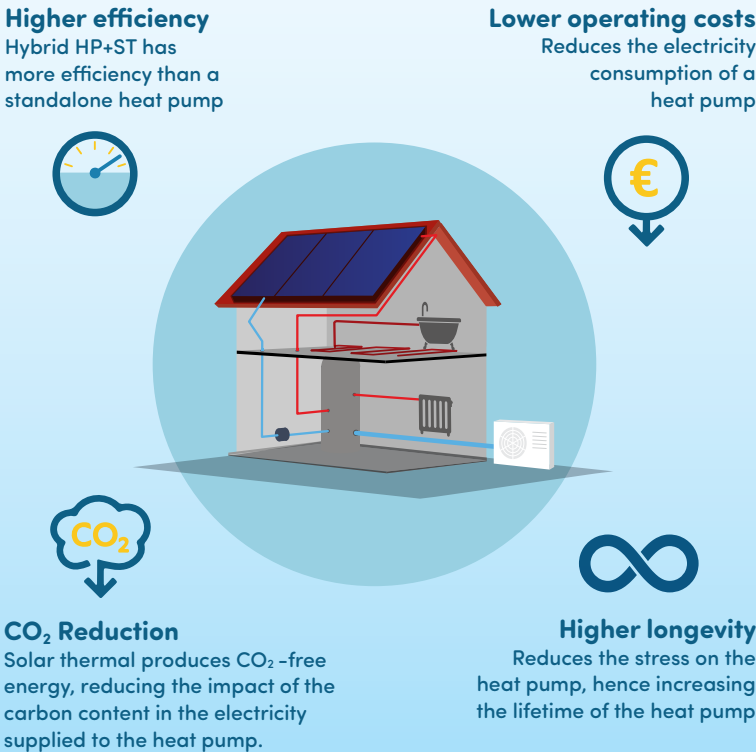 Higher efficiency
Hybrid HP+ST has
more efficiency than a
standalone heat pump
Lower operating costs
Reduces the electricity
consumption of a
heat pump
€
CO₂
CO₂ Reduction
Solar thermal produces CO₂ -free
energy, reducing the impact of the
carbon content in the electricity
supplied to the heat pump.
Higher longevity
Reduces the stress on the
heat pump, hence increasing
the lifetime of the heat pump